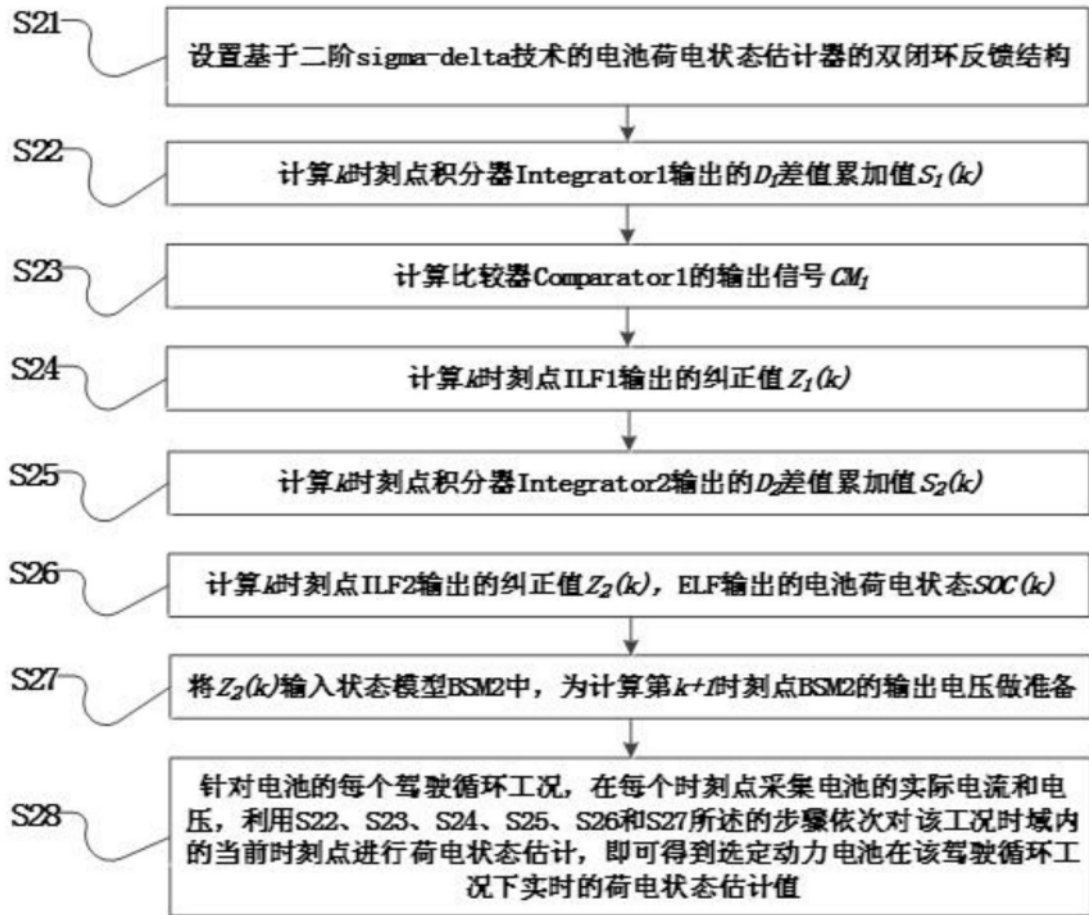 S21
设置基于二阶sigma-delta技术的电池荷电状态估计器的双闭环反馈结构
S22
计算k时刻点积分器Integrator1输出的D₁差值累加值S₁(k)
S23
计算比较器Comparator1的输出信号CM₁
S24
计算k时刻点ILF1输出的纠正值Z₁(k)
S25
计算k时刻点积分器Integrator2输出的D₂差值累加值S₂(k)
S26
计算k时刻点ILF2输出的纠正值Z₂(k),ELF输出的电池荷电状态SOC(k)
S27
将Z₂(k)输入状态模型BSM2中,为计算第k+1时刻点BSM2的输出电压做准备
S28
针对电池的每个驾驶循环工况,在每个时刻点采集电池的实际电流和电
压,利用S22、S23、S24、S25、S26和S27所述的步骤依次对该工况时域内
的当前时刻点进行荷电状态估计,即可得到选定动力电池在该驾驶循环工
况下实时的荷电状态估计值